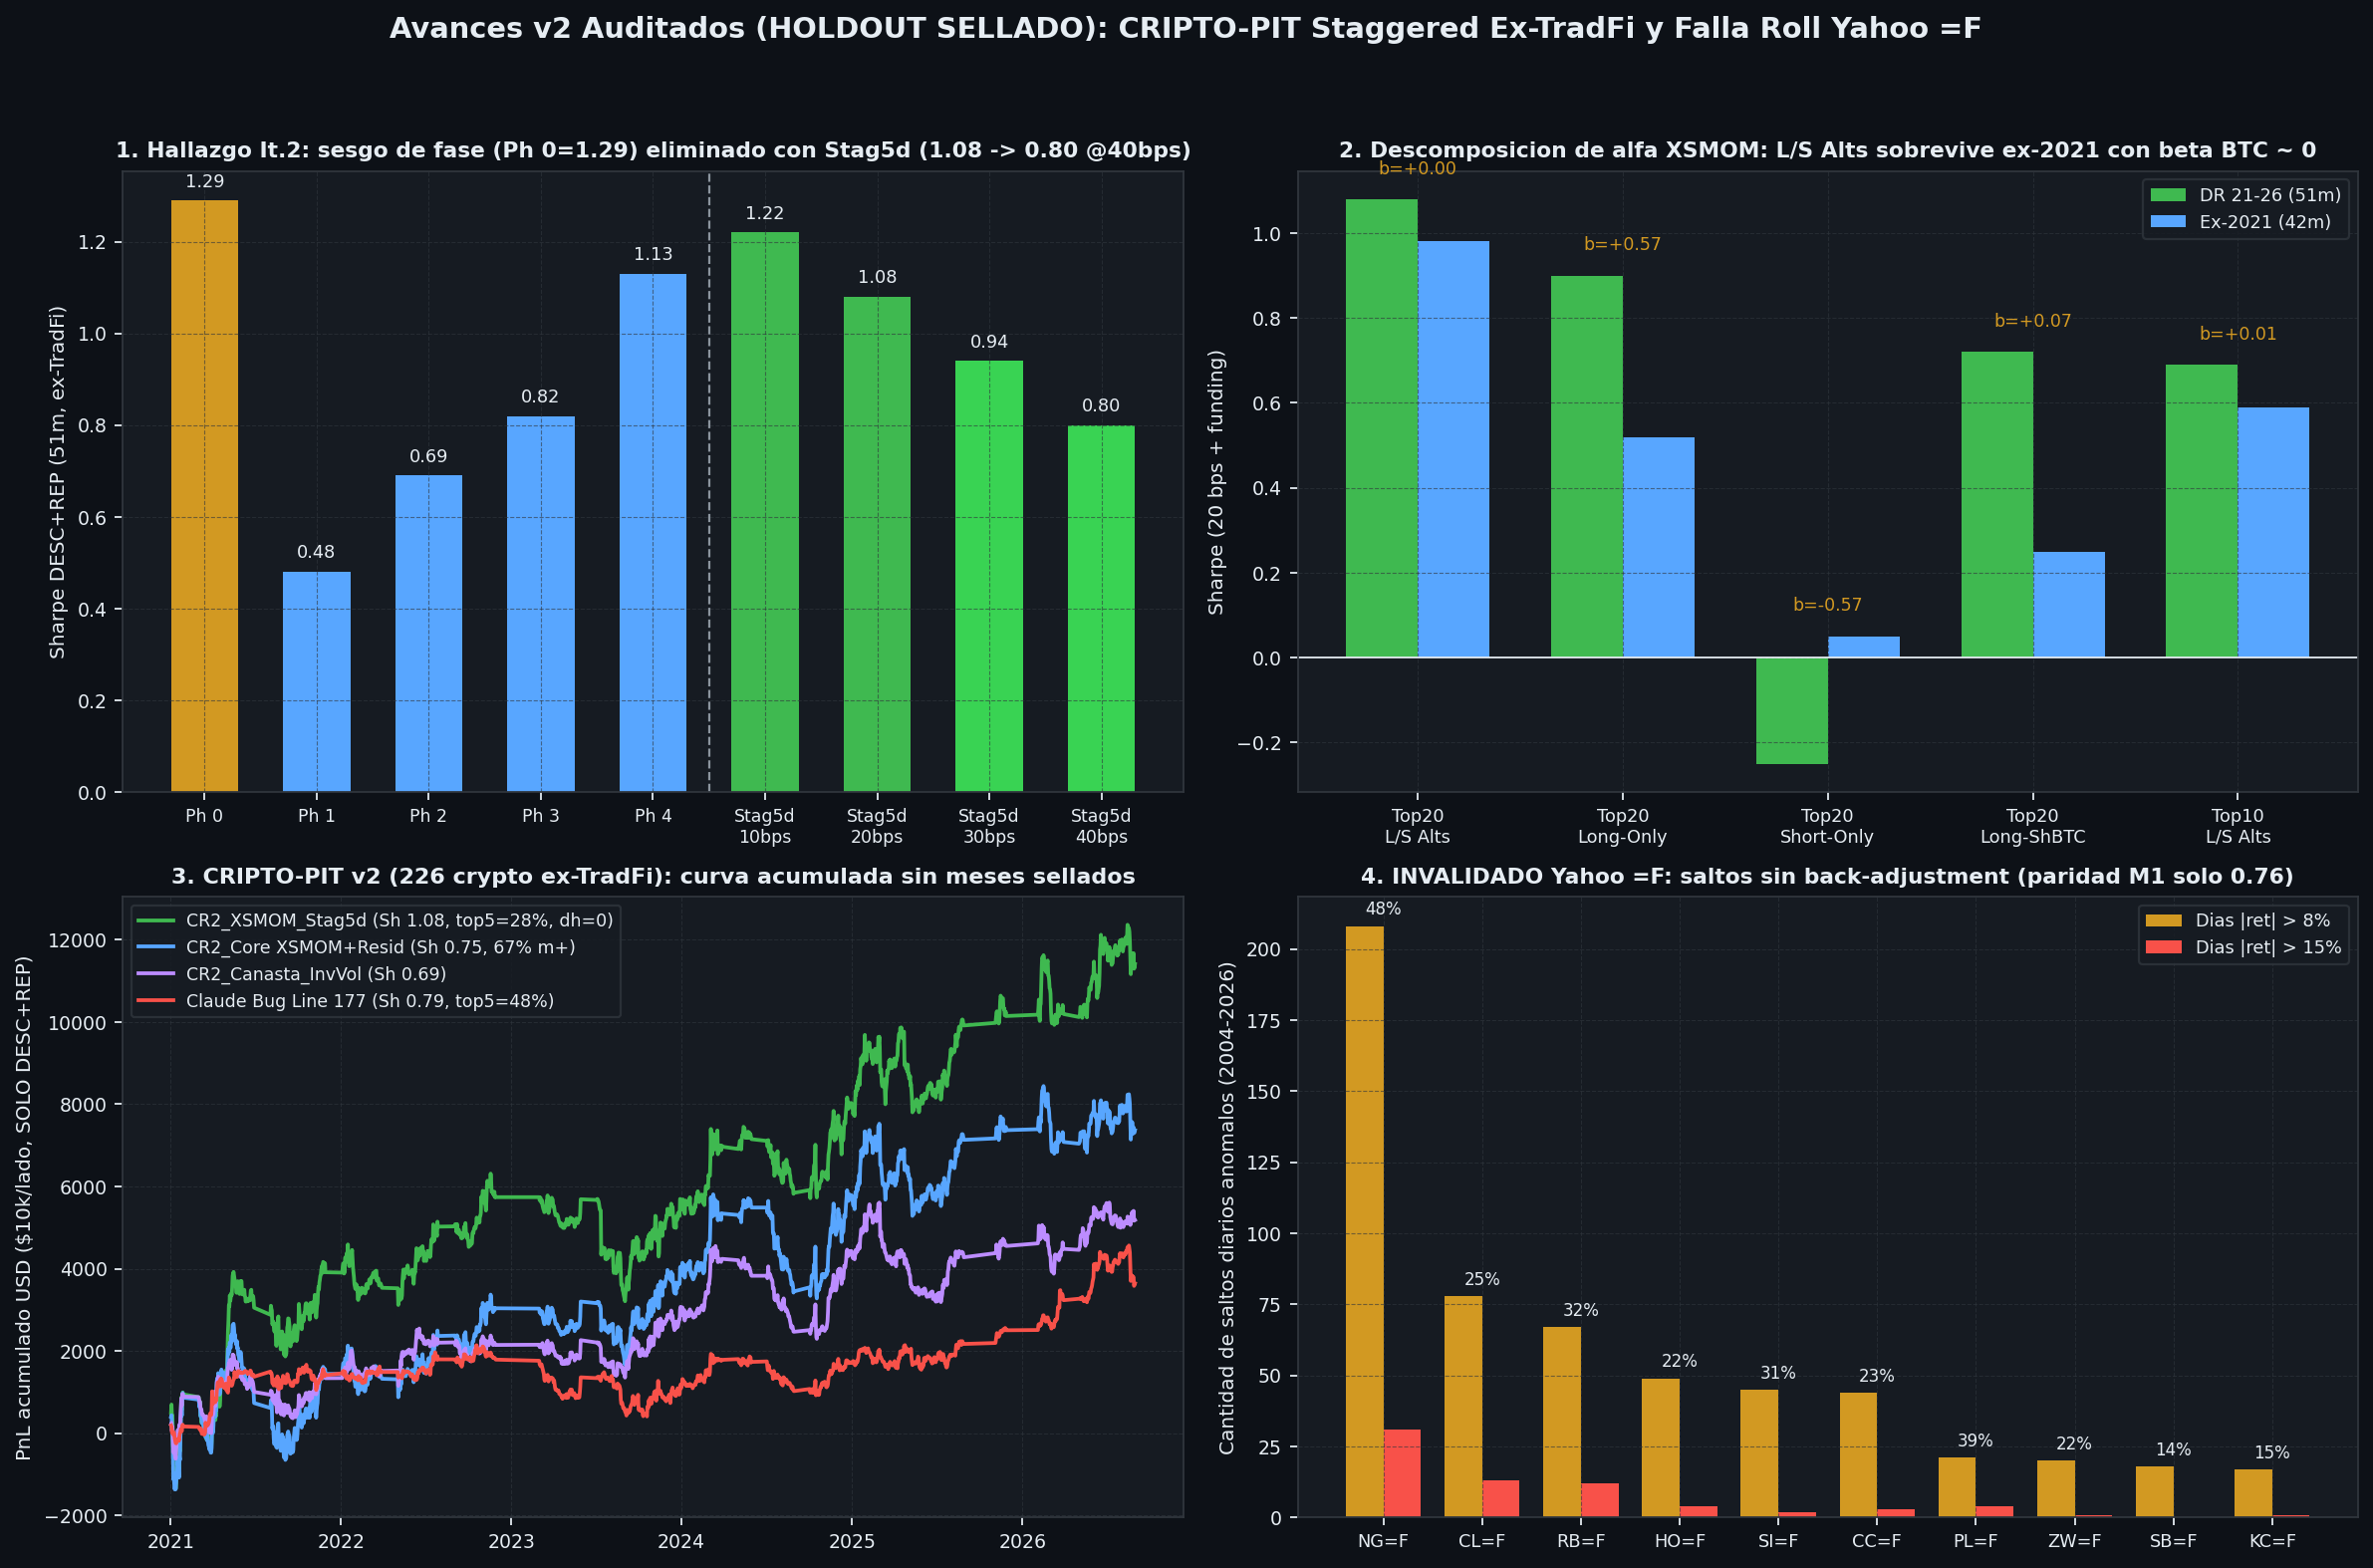 Avances v2 Auditados (HOLDOUT SELLADO): CRIPTO-PIT Staggered Ex-TradFi y Falla Roll Yahoo =F
1. Hallazgo It.2: sesgo de fase (Ph 0=1.29) eliminado con Stag5d (1.08 -> 0.80 @40bps)
Sharpe DESC+REP (51m, ex-TradFi)
1.2
1.0
0.8
0.6
0.4
0.2
0.0
1.29
0.48
0.69
0.82
1.13
1.22
1.08
0.94
0.80
Ph 0
Ph 1
Ph 2
Ph 3
Ph 4
Stag5d
10bps
Stag5d
20bps
Stag5d
30bps
Stag5d
40bps
2. Descomposicion de alfa XSMOM: L/S Alts sobrevive ex-2021 con beta BTC ~ 0
Sharpe (20 bps + funding)
1.0
0.8
0.6
0.4
0.2
0.0
−0.2
b=+0.00
b=+0.57
b=-0.57
b=+0.07
b=+0.01
DR 21-26 (51m)
Ex-2021 (42m)
Top20
L/S Alts
Top20
Long-Only
Top20
Short-Only
Top20
Long-ShBTC
Top10
L/S Alts
3. CRIPTO-PIT v2 (226 crypto ex-TradFi): curva acumulada sin meses sellados
PnL acumulado USD ($10k/lado, SOLO DESC+REP)
12000
10000
8000
6000
4000
2000
0
−2000
CR2_XSMOM_Stag5d (Sh 1.08, top5=28%, dh=0)
CR2_Core XSMOM+Resid (Sh 0.75, 67% m+)
CR2_Canasta_InvVol (Sh 0.69)
Claude Bug Line 177 (Sh 0.79, top5=48%)
2021
2022
2023
2024
2025
2026
4. INVALIDADO Yahoo =F: saltos sin back-adjustment (paridad M1 solo 0.76)
Cantidad de saltos diarios anomalos (2004-2026)
200
175
150
125
100
75
50
25
0
48%
25%
32%
22%
31%
23%
39%
22%
14%
15%
Dias |ret| > 8%
Dias |ret| > 15%
NG=F
CL=F
RB=F
HO=F
SI=F
CC=F
PL=F
ZW=F
SB=F
KC=F